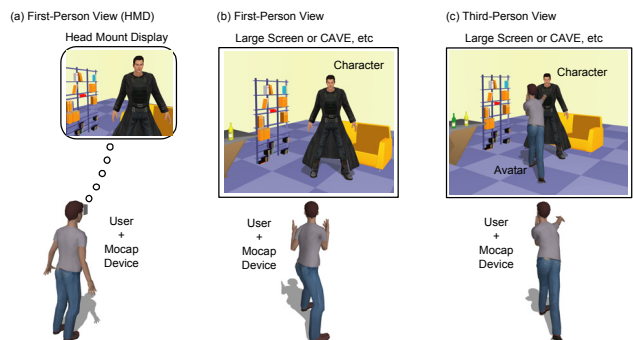 (a) First-Person View (HMD)
Head Mount Display
User
+
Mocap
Device
(b) First-Person View
Large Screen or CAVE, etc
Character
User
+
Mocap
Device
(c) Third-Person View
Large Screen or CAVE, etc
Character
Avatar
User
+
Mocap
Device